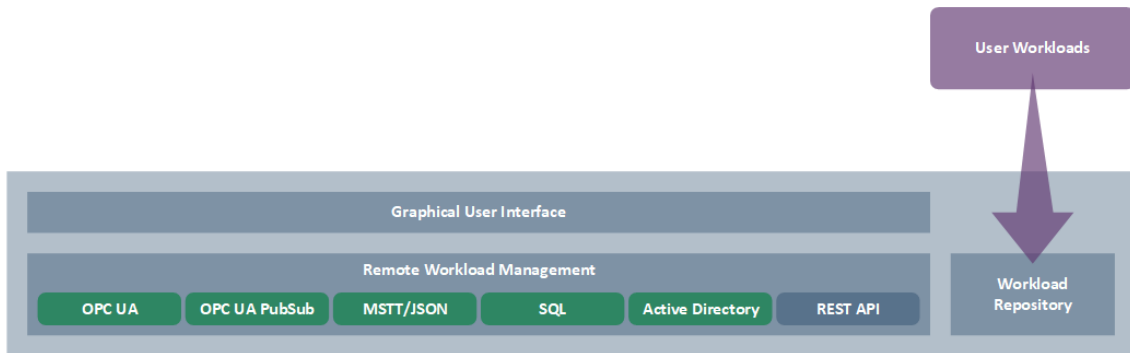 User Workloads
Graphical User Interface
Remote Workload Management
OPC UA
OPC UA PubSub
MSTT/JSON
SQL
Active Directory
REST API
Workload
Repository